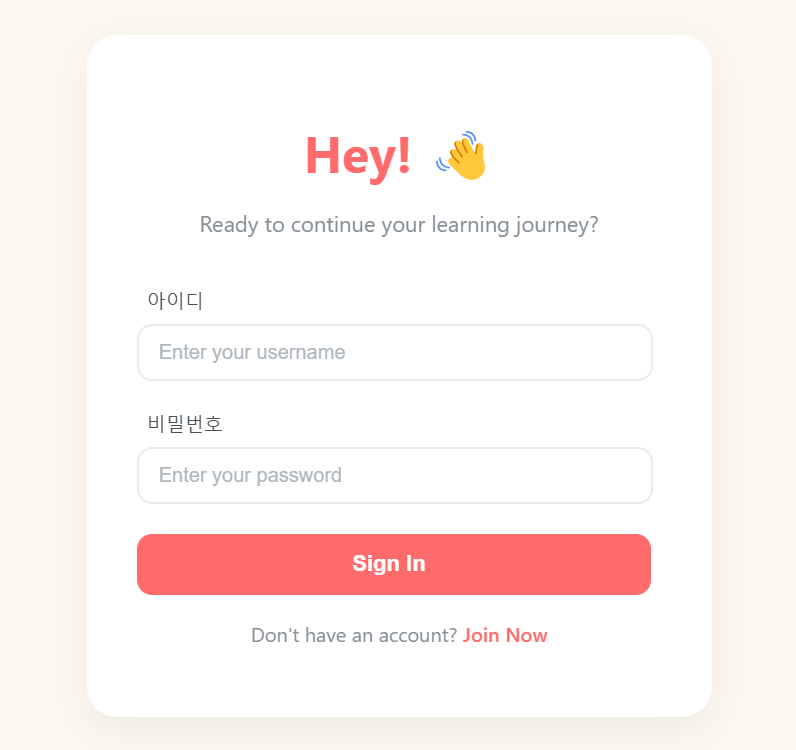 Hey! 👋
Ready to continue your learning journey?
아이디
Enter your username
비밀번호
Enter your password
Sign In
Don't have an account? Join Now